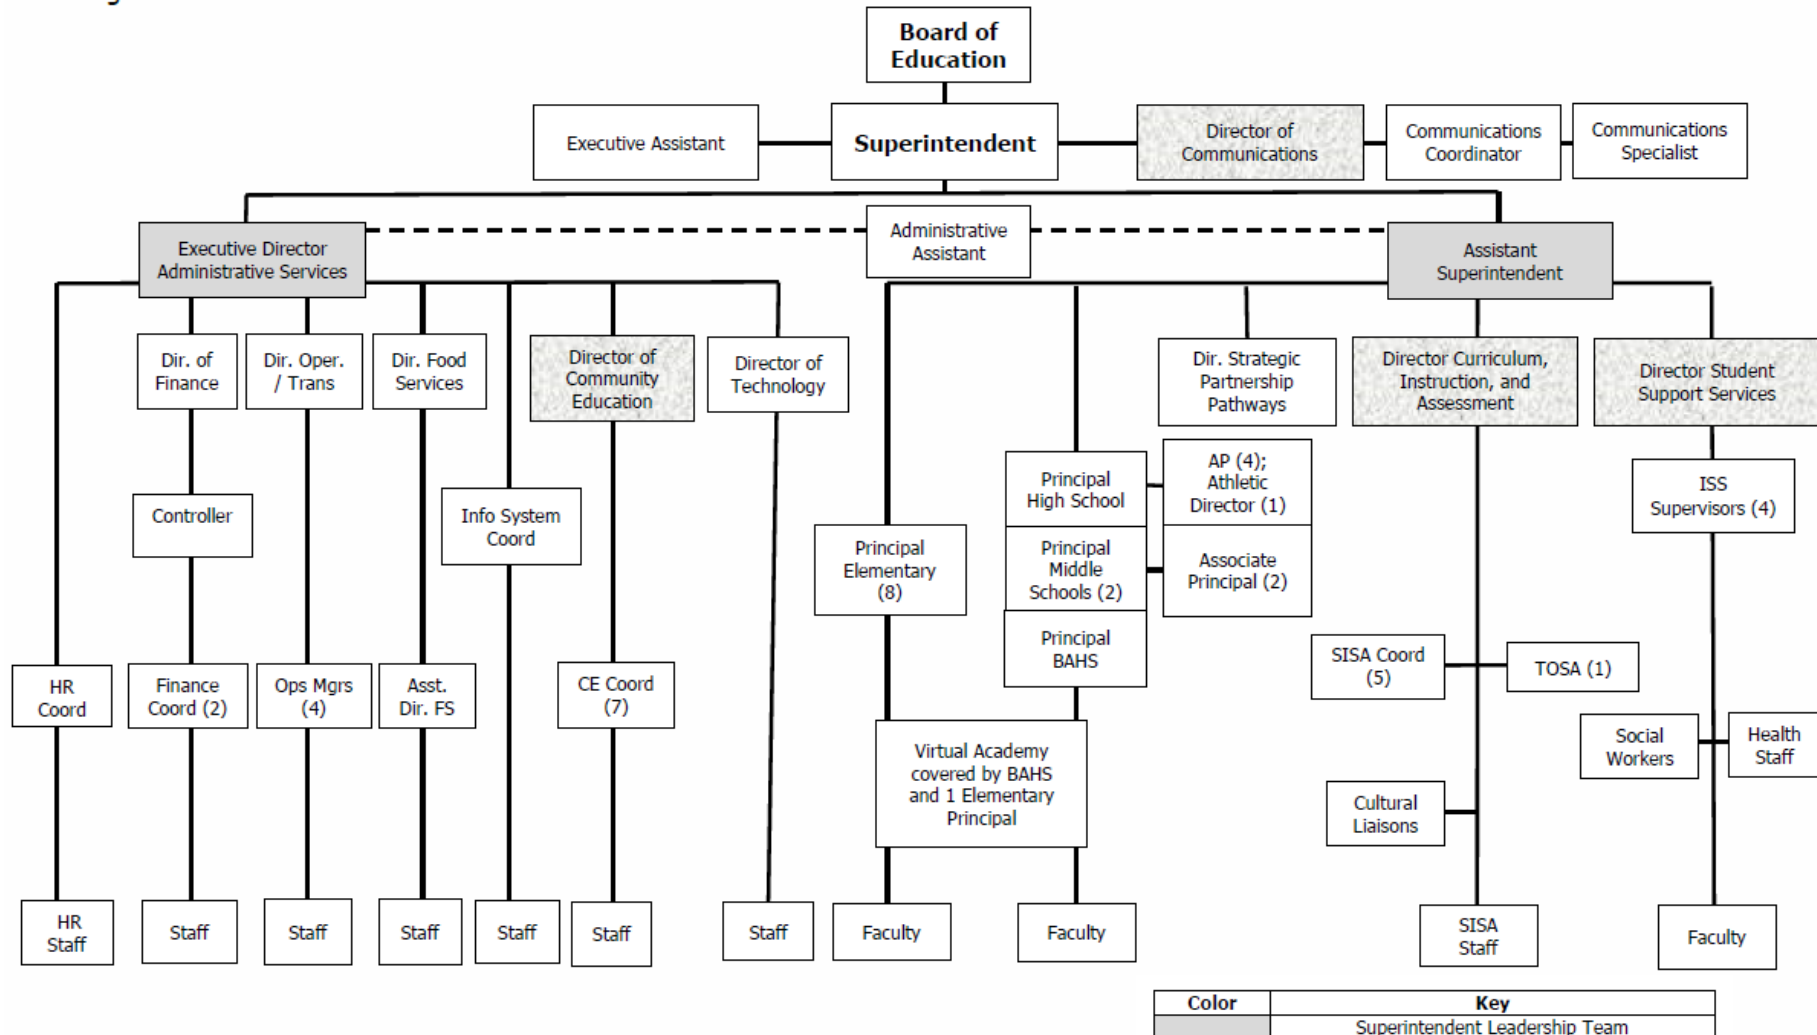 Board of
Education
Executive Assistant
Superintendent
Director of
Communications
Communications
Coordinator
Communications
Specialist
Executive Director
Administrative Services
Administrative
Assistant
Assistant
Superintendent
Dir. of
Finance
Dir. Oper.
/ Trans
Dir. Food
Services
Director of
Community
Education
Director of
Technology
Dir. Strategic
Partnership
Pathways
Director Curriculum,
Instruction, and
Assessment
Director Student
Support Services
Controller
Info System
Coord
Principal
Elementary
(8)
Principal
High School
AP (4);
Athletic
Director (1)
Principal
Middle
Schools (2)
Associate
Principal (2)
Principal
BAHS
ISS
Supervisors (4)
HR
Coord
Finance
Coord (2)
Ops Mgrs
(4)
Asst.
Dir. FS
CE Coord
(7)
SISA Coord
(5)
TOSA (1)
Virtual Academy
covered by BAHS
and 1 Elementary
Principal
Social
Workers
Health
Staff
Cultural
Liaisons
HR
Staff
Staff
Staff
Staff
Staff
Staff
Staff
Faculty
Faculty
SISA
Staff
Faculty
Color
Key
Superintendent Leadership Team